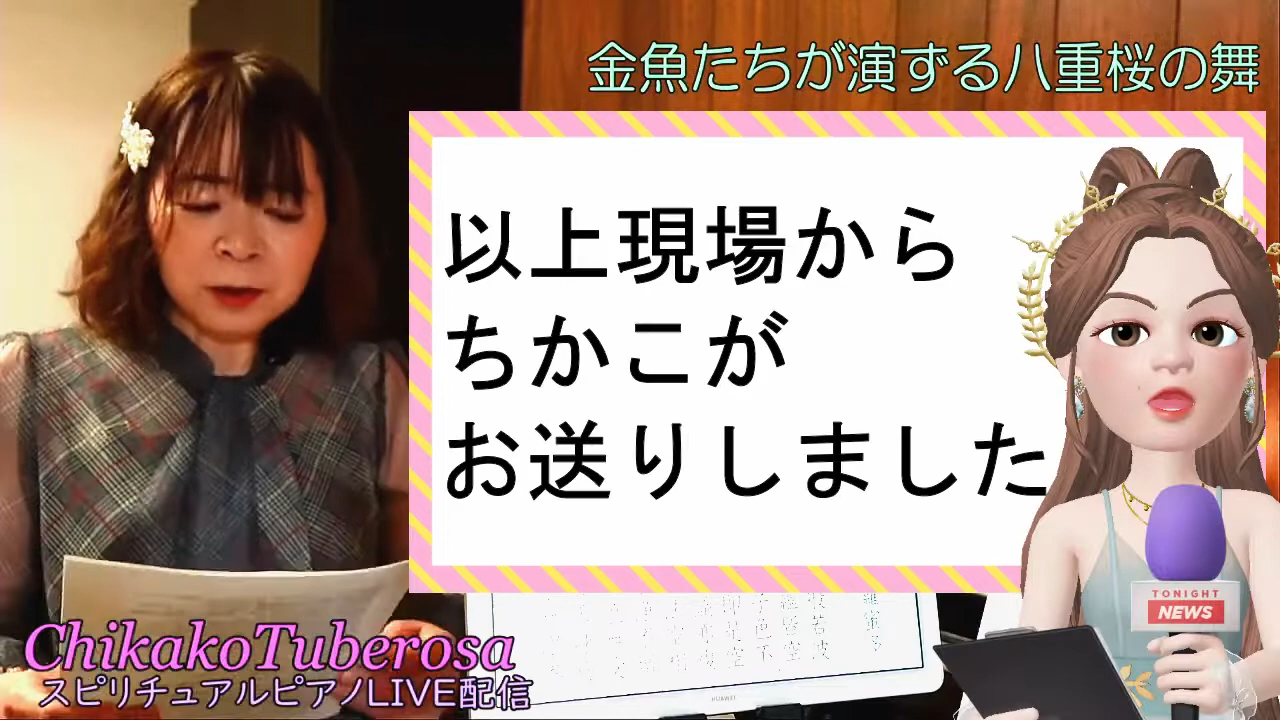 金魚たちが演ずる八重桜の舞
以上現場から
ちかこが
お送りしました
TONIGHT
NEWS
HUAWEI
ChikakoTuberosa
スピリチュアルピアノLIVE配信